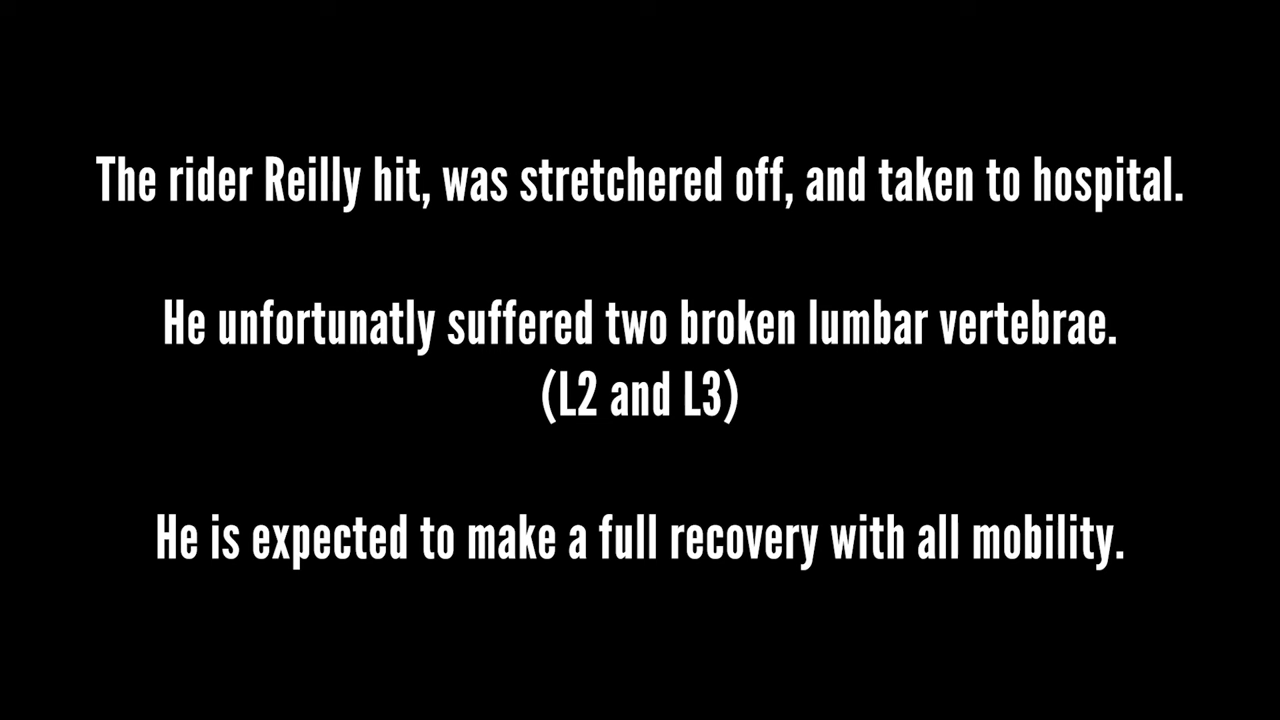 The rider Reilly hit, was stretchered off, and taken to hospital.
He unfortunatly suffered two broken lumbar vertebrae.
(L2 and L3)
He is expected to make a full recovery with all mobility.